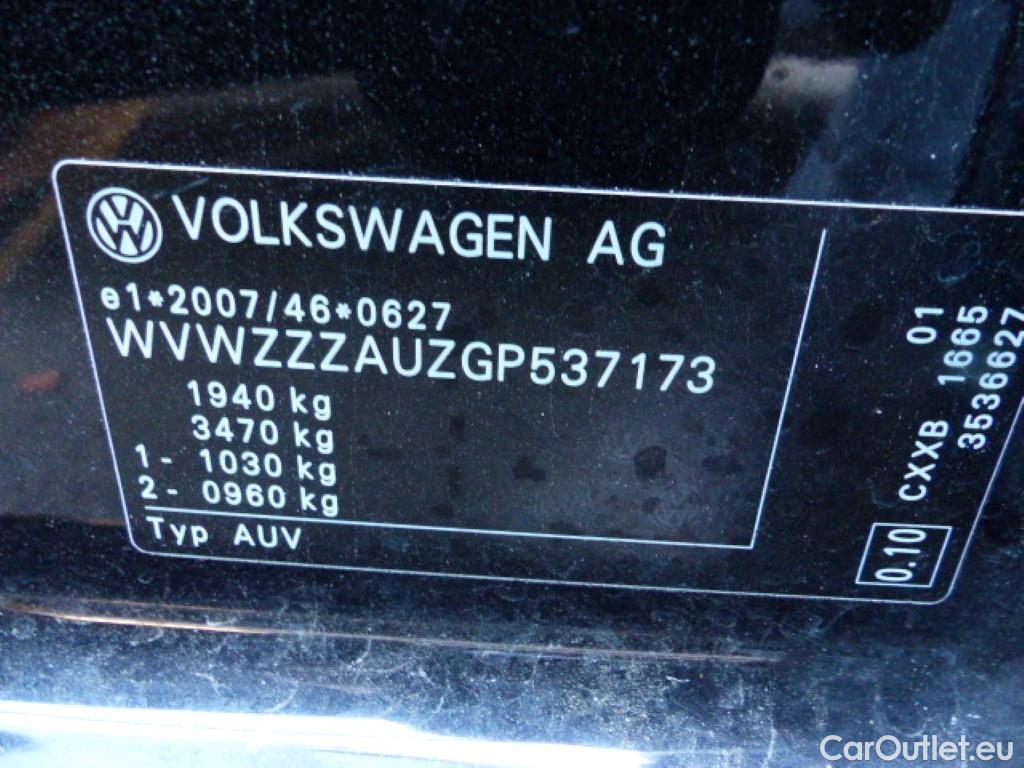 VOLKSWAGEN AG
e1*2007/46*0627
WVWZZZAUZGP537173
1940 kg
3470 kg
1- 1030 kg
2- 0960 kg
Typ AUV
0.10 CXXB 01
1665
3536627
CarOutlet.eu